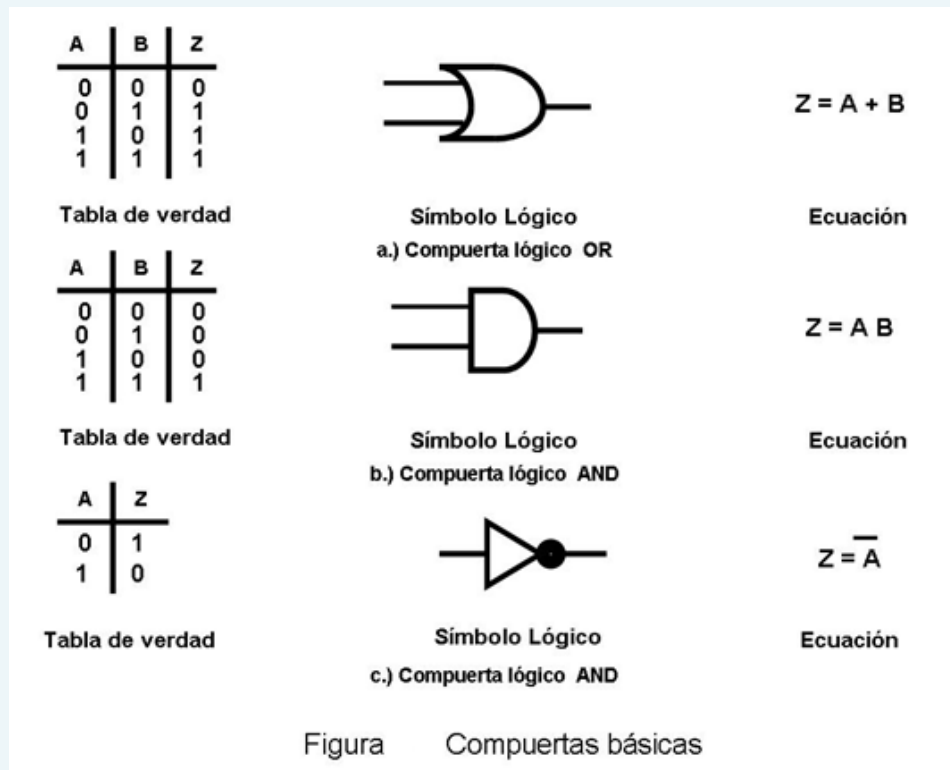 A B Z
0 0 0
0 1 1
1 0 1
1 1 1
Z = A + B
Tabla de verdad
Símbolo Lógico
Ecuación
a.) Compuerta lógico OR
A B Z
0 0 0
0 1 0
1 0 0
1 1 1
Z = A B
Tabla de verdad
Símbolo Lógico
Ecuación
b.) Compuerta lógico AND
A Z
0 1
1 0
Z = A̅
Tabla de verdad
Símbolo Lógico
Ecuación
c.) Compuerta lógico AND
Figura Compuertas básicas